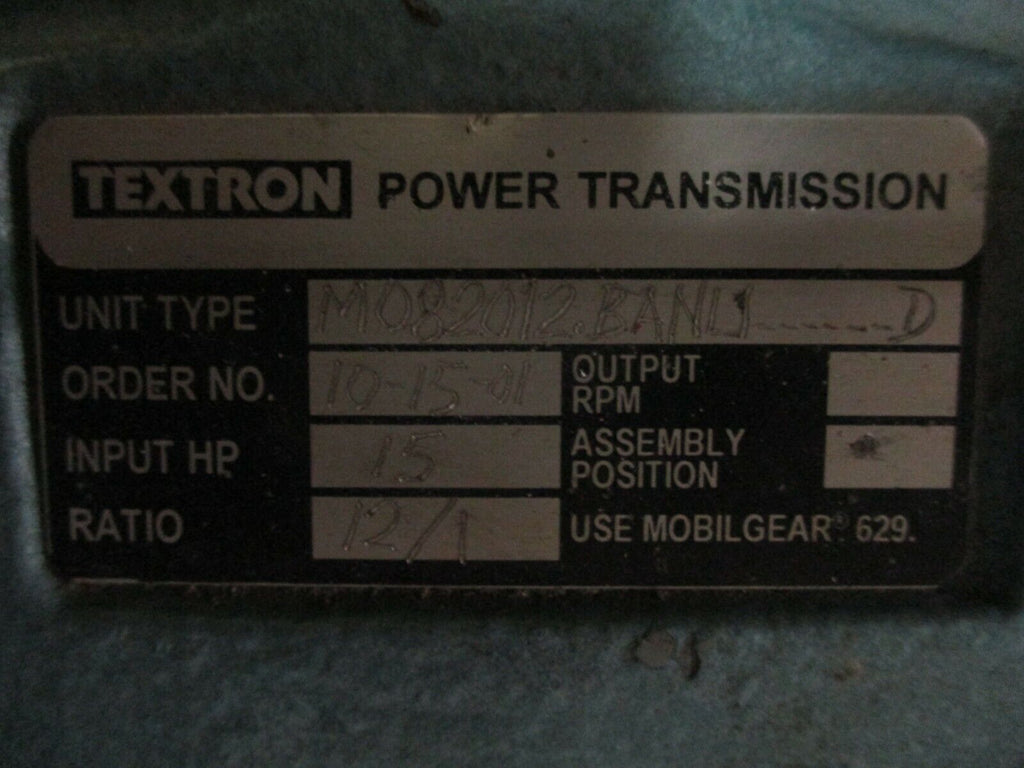 TEXTRON POWER TRANSMISSION
UNIT TYPE M082012.BAN1J-------D
ORDER NO. 10-15-01 OUTPUT RPM
INPUT HP 15 ASSEMBLY POSITION
RATIO 12/1 USE MOBILGEAR® 629.